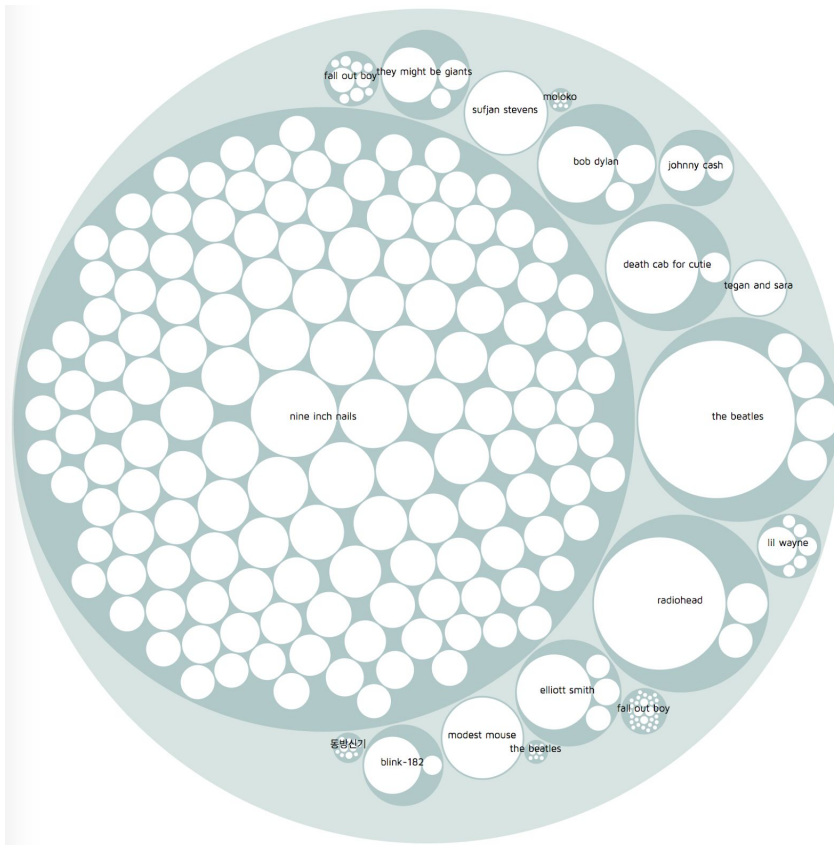 fall out boy
they might be giants
sufjan stevens
moloko
bob dylan
johnny cash
death cab for cutie
tegan and sara
nine inch nails
the beatles
lil wayne
radiohead
elliott smith
fall out boy
modest mouse
the beatles
동방신기
blink-182